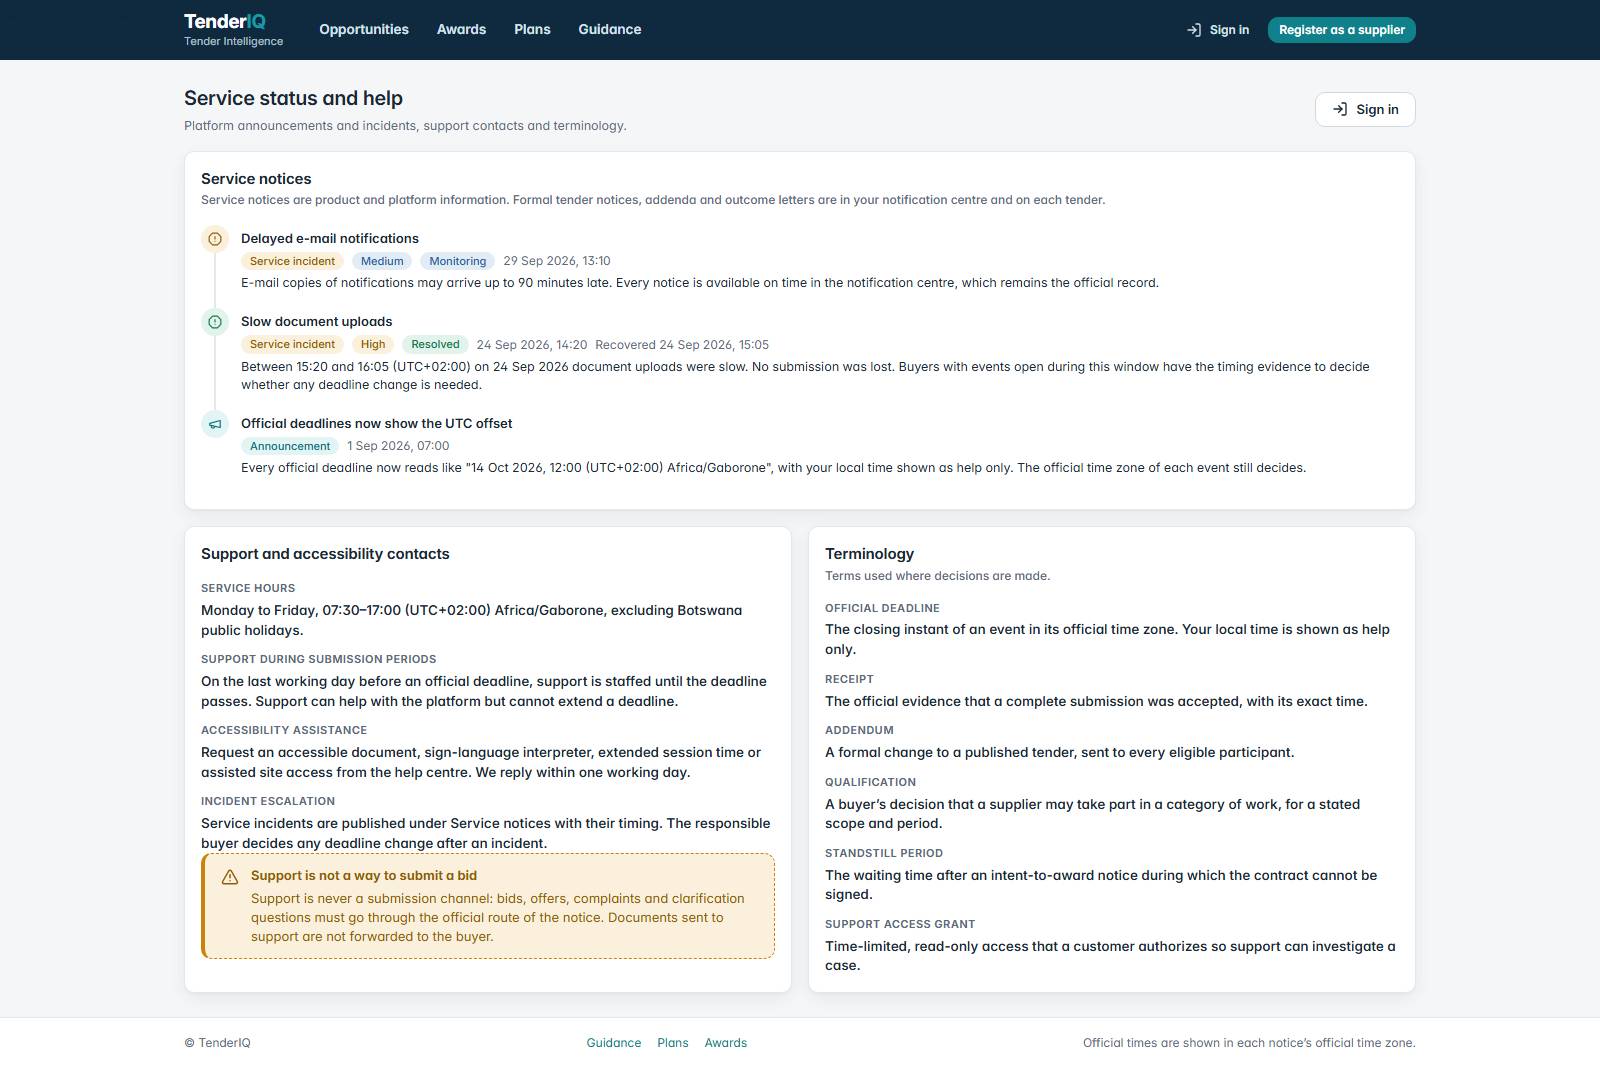 TenderIQ
Tender Intelligence
Opportunities
Awards
Plans
Guidance
Sign in
Register as a supplier
Service status and help
Platform announcements and incidents, support contacts and terminology.
Sign in
Service notices
Service notices are product and platform information. Formal tender notices, addenda and outcome letters are in your notification centre and on each tender.
Delayed e-mail notifications
Service incident Medium Monitoring 29 Sep 2026, 13:10
E-mail copies of notifications may arrive up to 90 minutes late. Every notice is available on time in the notification centre, which remains the official record.
Slow document uploads
Service incident High Resolved 24 Sep 2026, 14:20 Recovered 24 Sep 2026, 15:05
Between 15:20 and 16:05 (UTC+02:00) on 24 Sep 2026 document uploads were slow. No submission was lost. Buyers with events open during this window have the timing evidence to decide
whether any deadline change is needed.
Official deadlines now show the UTC offset
Announcement 1 Sep 2026, 07:00
Every official deadline now reads like "14 Oct 2026, 12:00 (UTC+02:00) Africa/Gaborone", with your local time shown as help only. The official time zone of each event still decides.
Support and accessibility contacts
SERVICE HOURS
Monday to Friday, 07:30–17:00 (UTC+02:00) Africa/Gaborone, excluding Botswana
public holidays.
SUPPORT DURING SUBMISSION PERIODS
On the last working day before an official deadline, support is staffed until the deadline
passes. Support can help with the platform but cannot extend a deadline.
ACCESSIBILITY ASSISTANCE
Request an accessible document, sign-language interpreter, extended session time or
assisted site access from the help centre. We reply within one working day.
INCIDENT ESCALATION
Service incidents are published under Service notices with their timing. The responsible
buyer decides any deadline change after an incident.
Support is not a way to submit a bid
Support is never a submission channel: bids, offers, complaints and clarification
questions must go through the official route of the notice. Documents sent to
support are not forwarded to the buyer.
Terminology
Terms used where decisions are made.
OFFICIAL DEADLINE
The closing instant of an event in its official time zone. Your local time is shown as help
only.
RECEIPT
The official evidence that a complete submission was accepted, with its exact time.
ADDENDUM
A formal change to a published tender, sent to every eligible participant.
QUALIFICATION
A buyer’s decision that a supplier may take part in a category of work, for a stated
scope and period.
STANDSTILL PERIOD
The waiting time after an intent-to-award notice during which the contract cannot be
signed.
SUPPORT ACCESS GRANT
Time-limited, read-only access that a customer authorizes so support can investigate a
case.
© TenderIQ
Guidance Plans Awards
Official times are shown in each notice’s official time zone.